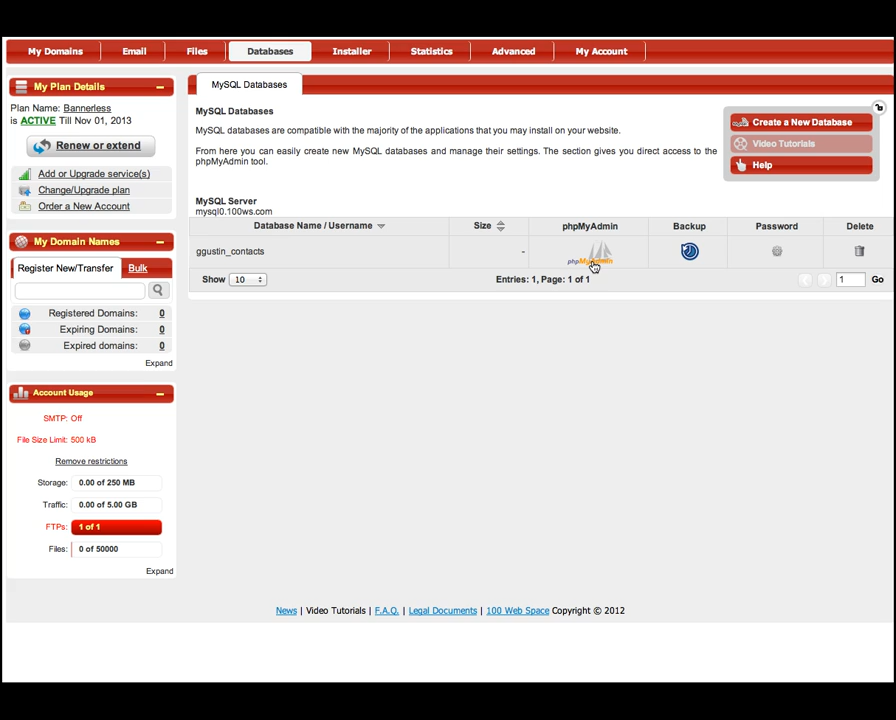 My Domains Email Files Databases Installer Statistics Advanced My Account
My Plan Details
Plan Name: Bannerless
is ACTIVE Till Nov 01, 2013
Renew or extend
Add or Upgrade service(s)
Change/Upgrade plan
Order a New Account
My Domain Names
Register New/Transfer Bulk
Registered Domains: 0
Expiring Domains: 0
Expired domains: 0
Expand
Account Usage
SMTP: Off
File Size Limit: 500 kB
Remove restrictions
Storage: 0.00 of 250 MB
Traffic: 0.00 of 5.00 GB
FTPs: 1 of 1
Files: 0 of 50000
Expand
MySQL Databases
MySQL Databases
MySQL databases are compatible with the majority of the applications that you may install on your website.
From here you can easily create new MySQL databases and manage their settings. The section gives you direct access to the
phpMyAdmin tool.
Create a New Database
Video Tutorials
Help
MySQL Server
mysql0.100ws.com
Database Name / Username Size phpMyAdmin Backup Password Delete
ggustin_contacts - phpMyAdmin
Show 10 Entries: 1, Page: 1 of 1 1 Go
News | Video Tutorials | F.A.Q. | Legal Documents | 100 Web Space Copyright © 2012